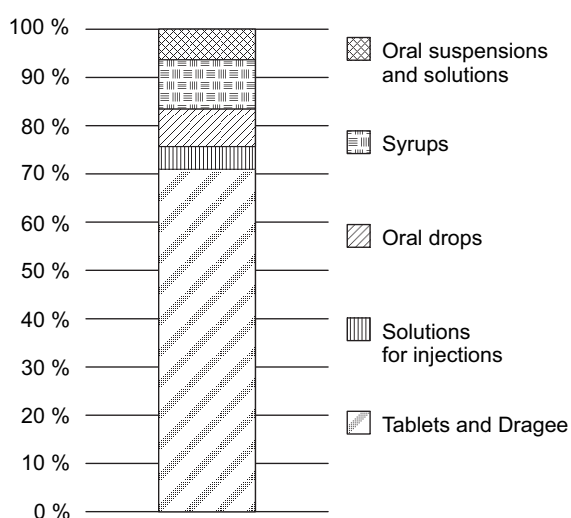 100 %
90 %
80 %
70 %
60 %
50 %
40 %
30 %
20 %
10 %
0 %
Oral suspensions
and solutions
Syrups
Oral drops
Solutions
for injections
Tablets and Dragee